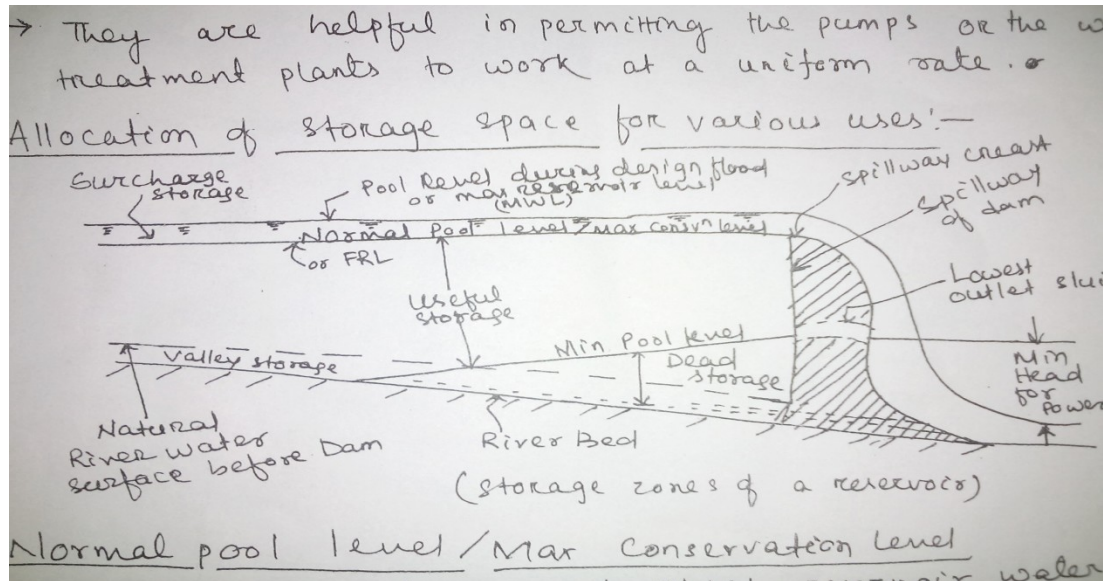 → They are helpful in permitting the pumps or the w
treatment plants to work at a uniform rate.
Allocation of storage space for various uses:—
Surcharge
storage
Pool level during design flood
or max reservoir level
(MWL)
spillway creast
spillway
of dam
Normal Pool level/Max consvn level
or FRL
Lowest
outlet slui
Useful
storage
Min Pool level
Valley storage
Dead
storage
Min
Head
for
Power
Natural
River water
surface before Dam
River Bed
(storage zones of a reservoir)
Normal pool level/Max Conservation Level
reservoir water